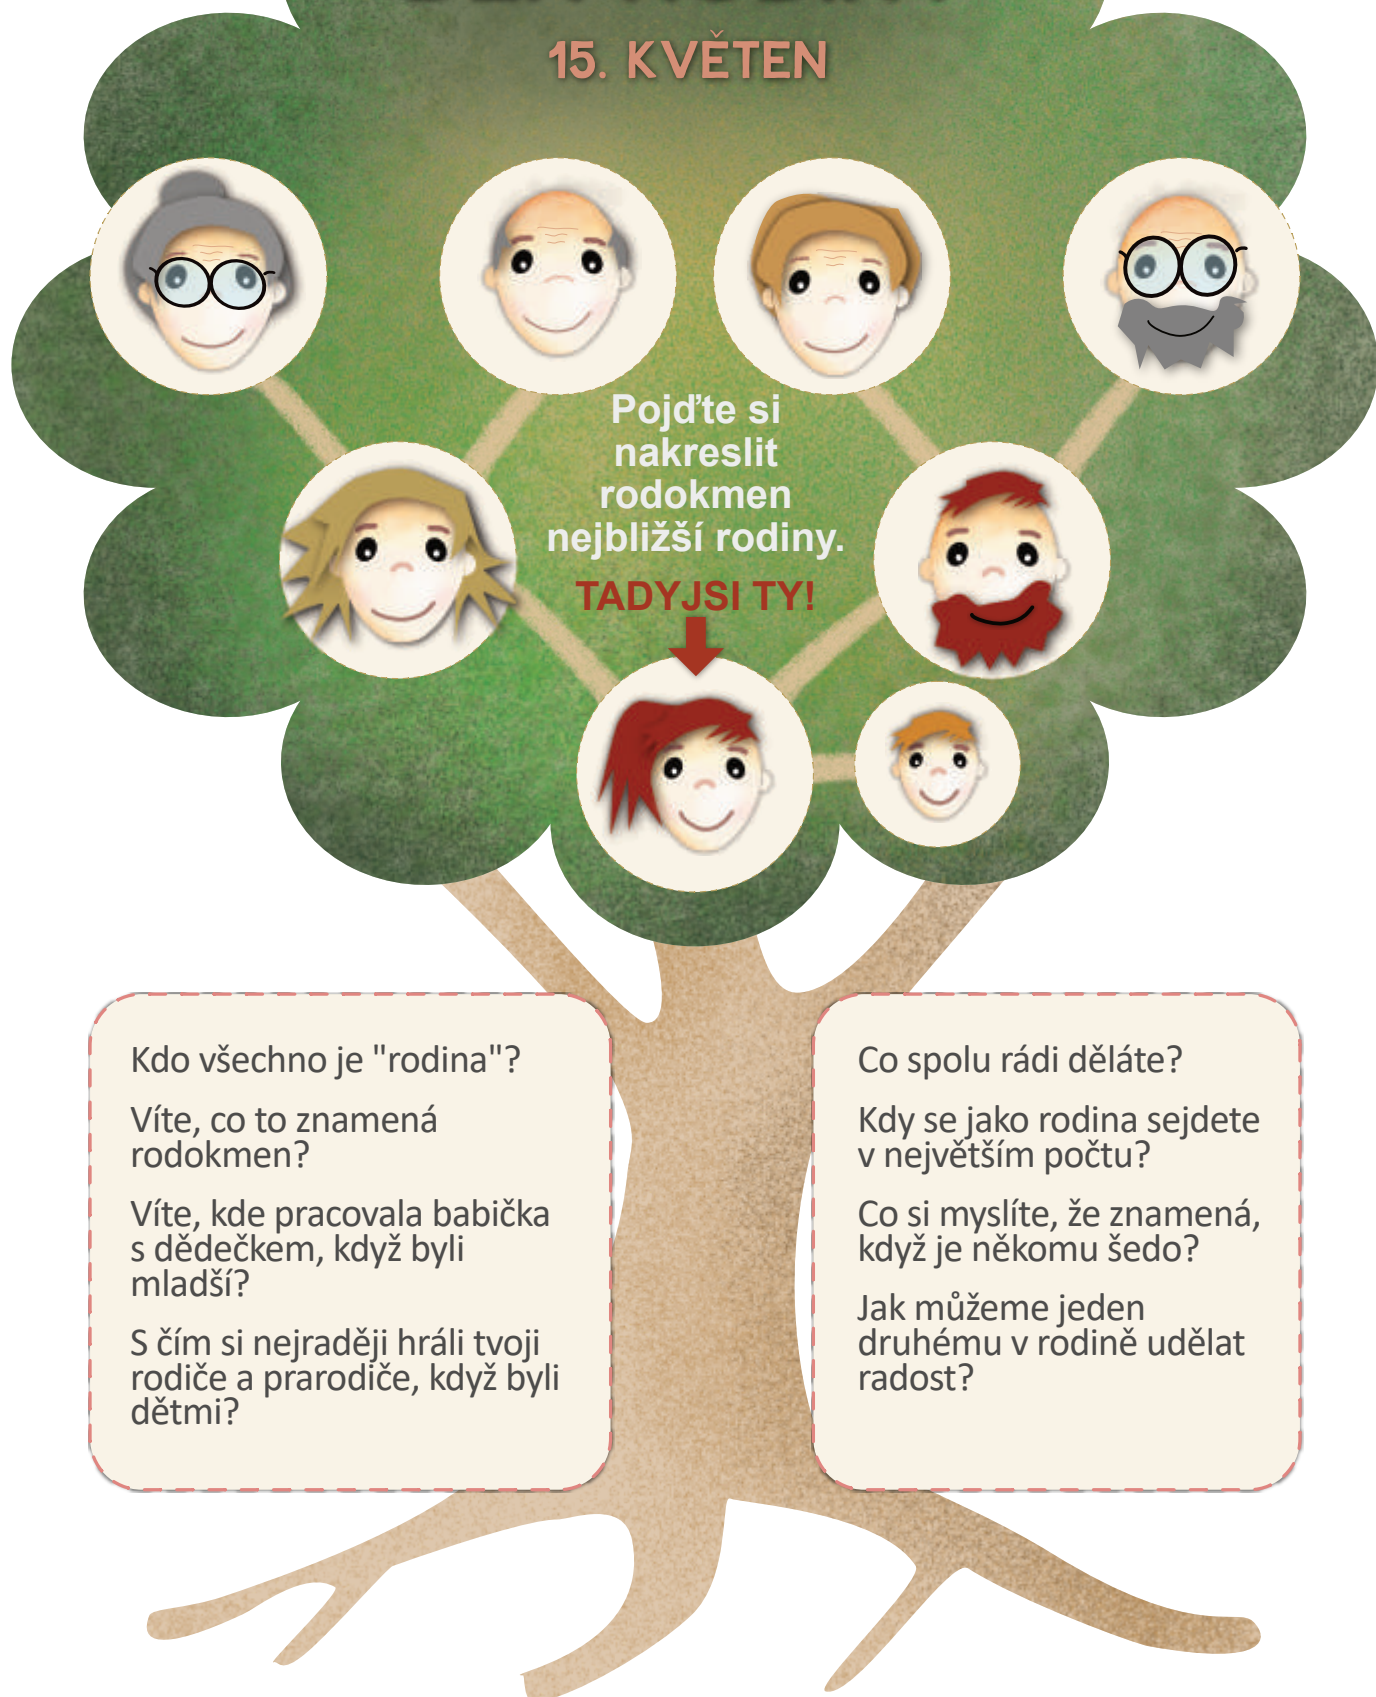 15. KVĚTEN
Pojďte si
nakreslit
rodokmen
nejbližší rodiny.
TADYJSI TY!
Kdo všechno je "rodina"?
Víte, co to znamená
rodokmen?
Víte, kde pracovala babička
s dědečkem, když byli
mladší?
S čím si nejraději hráli tvoji
rodiče a prarodiče, když byli
dětmi?
Co spolu rádi děláte?
Kdy se jako rodina sejdete
v největším počtu?
Co si myslíte, že znamená,
když je někomu šedo?
Jak můžeme jeden
druhému v rodině udělat
radost?